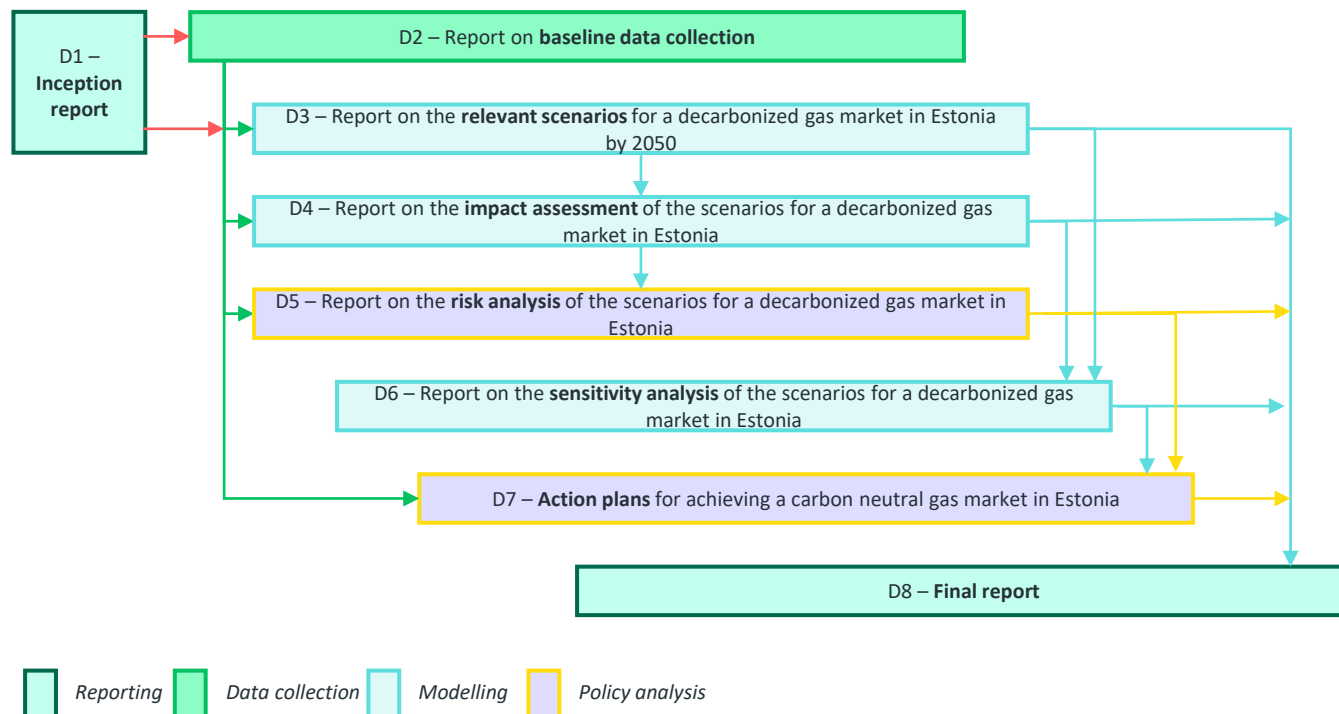 D1 –
Inception
report
D2 – Report on baseline data collection
D3 – Report on the relevant scenarios for a decarbonized gas market in Estonia
by 2050
D4 – Report on the impact assessment of the scenarios for a decarbonized gas
market in Estonia
D5 – Report on the risk analysis of the scenarios for a decarbonized gas market in
Estonia
D6 – Report on the sensitivity analysis of the scenarios for a decarbonized gas
market in Estonia
D7 – Action plans for achieving a carbon neutral gas market in Estonia
D8 – Final report
Reporting
Data collection
Modelling
Policy analysis